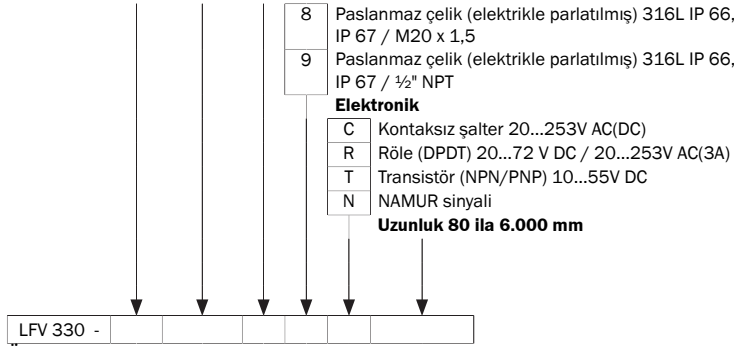 8 Paslanmaz çelik (elektrikle parlatılmış) 316L IP 66,
IP 67 / M20 x 1,5
9 Paslanmaz çelik (elektrikle parlatılmış) 316L IP 66,
IP 67 / ½" NPT
Elektronik
C Kontaksız şalter 20...253V AC(DC)
R Röle (DPDT) 20...72 V DC / 20...253V AC(3A)
T Transistör (NPN/PNP) 10...55V DC
N NAMUR sinyali
Uzunluk 80 ila 6.000 mm
LFV 330 -